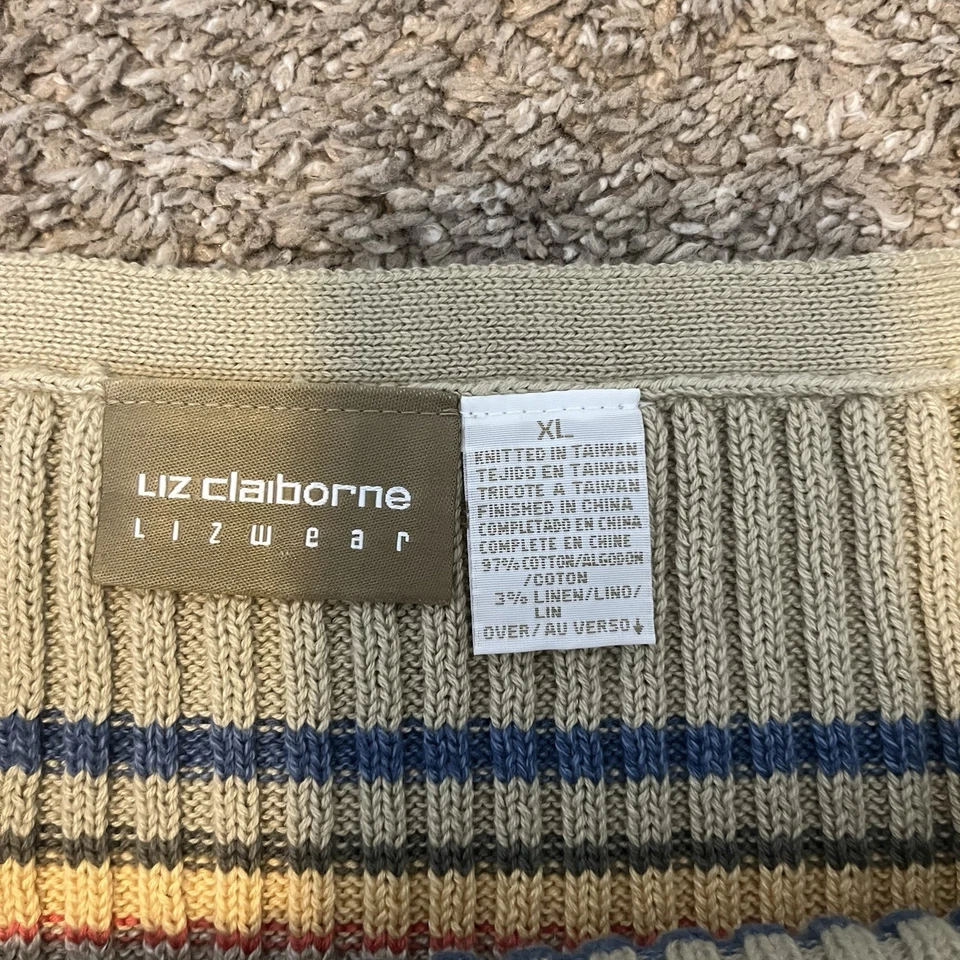 Liz claiborne
Lizwear
XL
KNITTED IN TAIWAN
TEJIDO EN TAIWAN
TRICOTE A TAIWAN
FINISHED IN CHINA
COMPLETADO EN CHINA
COMPLETE EN CHINE
97% COTTON/ALGODON
/COTON
3% LINEN/LINO/
LIN
OVER/AU VERSO↓